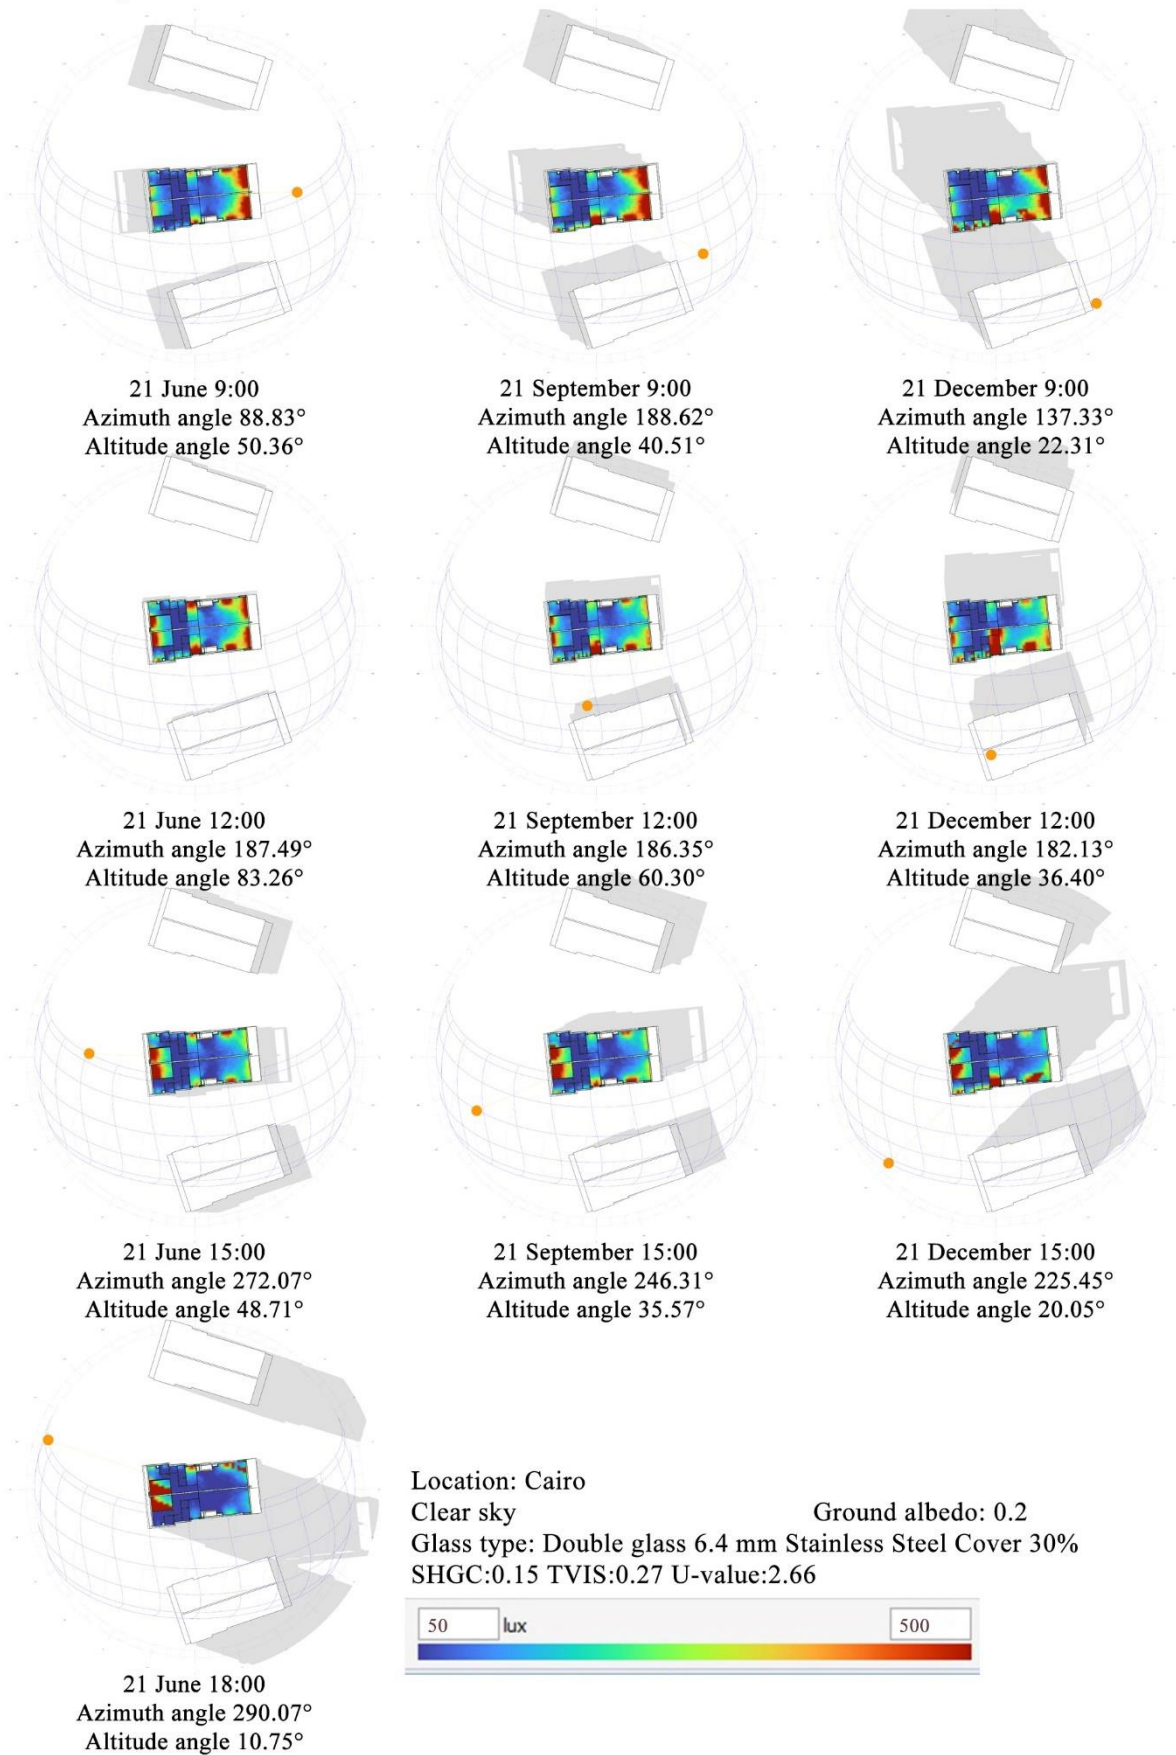 21 June 9:00
Azimuth angle 88.83°
Altitude angle 50.36°
21 September 9:00
Azimuth angle 188.62°
Altitude angle 40.51°
21 December 9:00
Azimuth angle 137.33°
Altitude angle 22.31°
21 June 12:00
Azimuth angle 187.49°
Altitude angle 83.26°
21 September 12:00
Azimuth angle 186.35°
Altitude angle 60.30°
21 December 12:00
Azimuth angle 182.13°
Altitude angle 36.40°
21 June 15:00
Azimuth angle 272.07°
Altitude angle 48.71°
21 September 15:00
Azimuth angle 246.31°
Altitude angle 35.57°
21 December 15:00
Azimuth angle 225.45°
Altitude angle 20.05°
21 June 18:00
Azimuth angle 290.07°
Altitude angle 10.75°
Location: Cairo
Clear sky Ground albedo: 0.2
Glass type: Double glass 6.4 mm Stainless Steel Cover 30%
SHGC:0.15 TVIS:0.27 U-value:2.66
50 lux 500